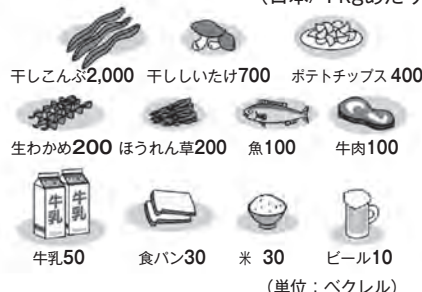 (日本/1kgあたり
干しこんぶ2,000 干ししいたけ700 ポテトチップス400
生わかめ200 ほうれん草200 魚100 牛肉100
牛乳 牛乳
牛乳50 食パン30 米 30 ビール10
(単位：ベクレル)